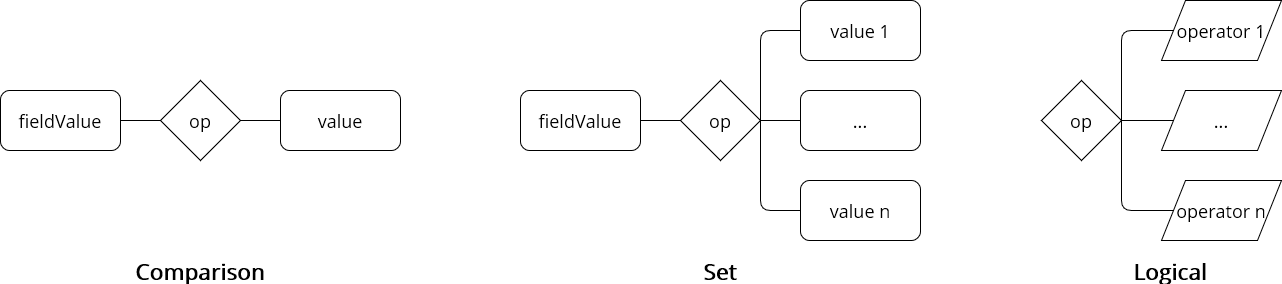 fieldValue
op
value
Comparison
fieldValue
op
value 1
...
value n
Set
op
operator 1
...
operator n
Logical